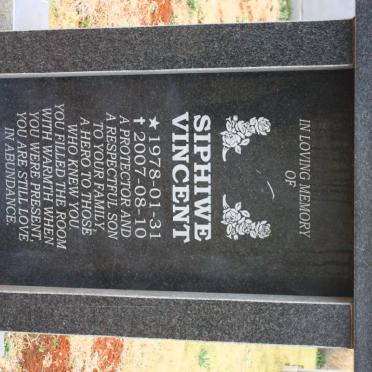 IN LOVING MEMORY
OF
SIPHIWE
VINCENT
★ 1978-01-31
✝ 2007-08-10
A PROTECTOR AND
A RESPECTFUL SON
TO YOUR FAMILY.
A HERO TO THOSE
WHO KNEW YOU.
YOU FILLED THE ROOM
WITH WARMTH WHEN
YOU WERE PRESENT.
YOU ARE STILL LOVE
IN ABUNDANCE.